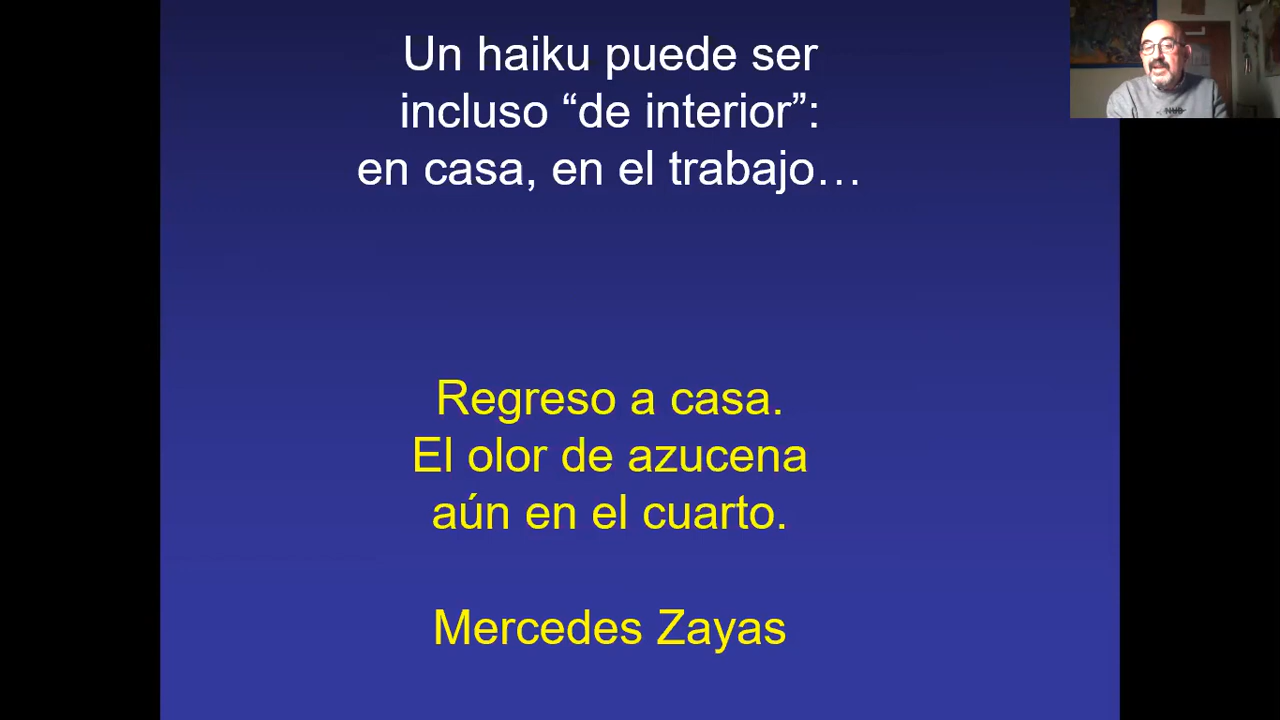 Un haiku puede ser
incluso “de interior”:
en casa, en el trabajo…
Regreso a casa.
El olor de azucena
aún en el cuarto.
Mercedes Zayas